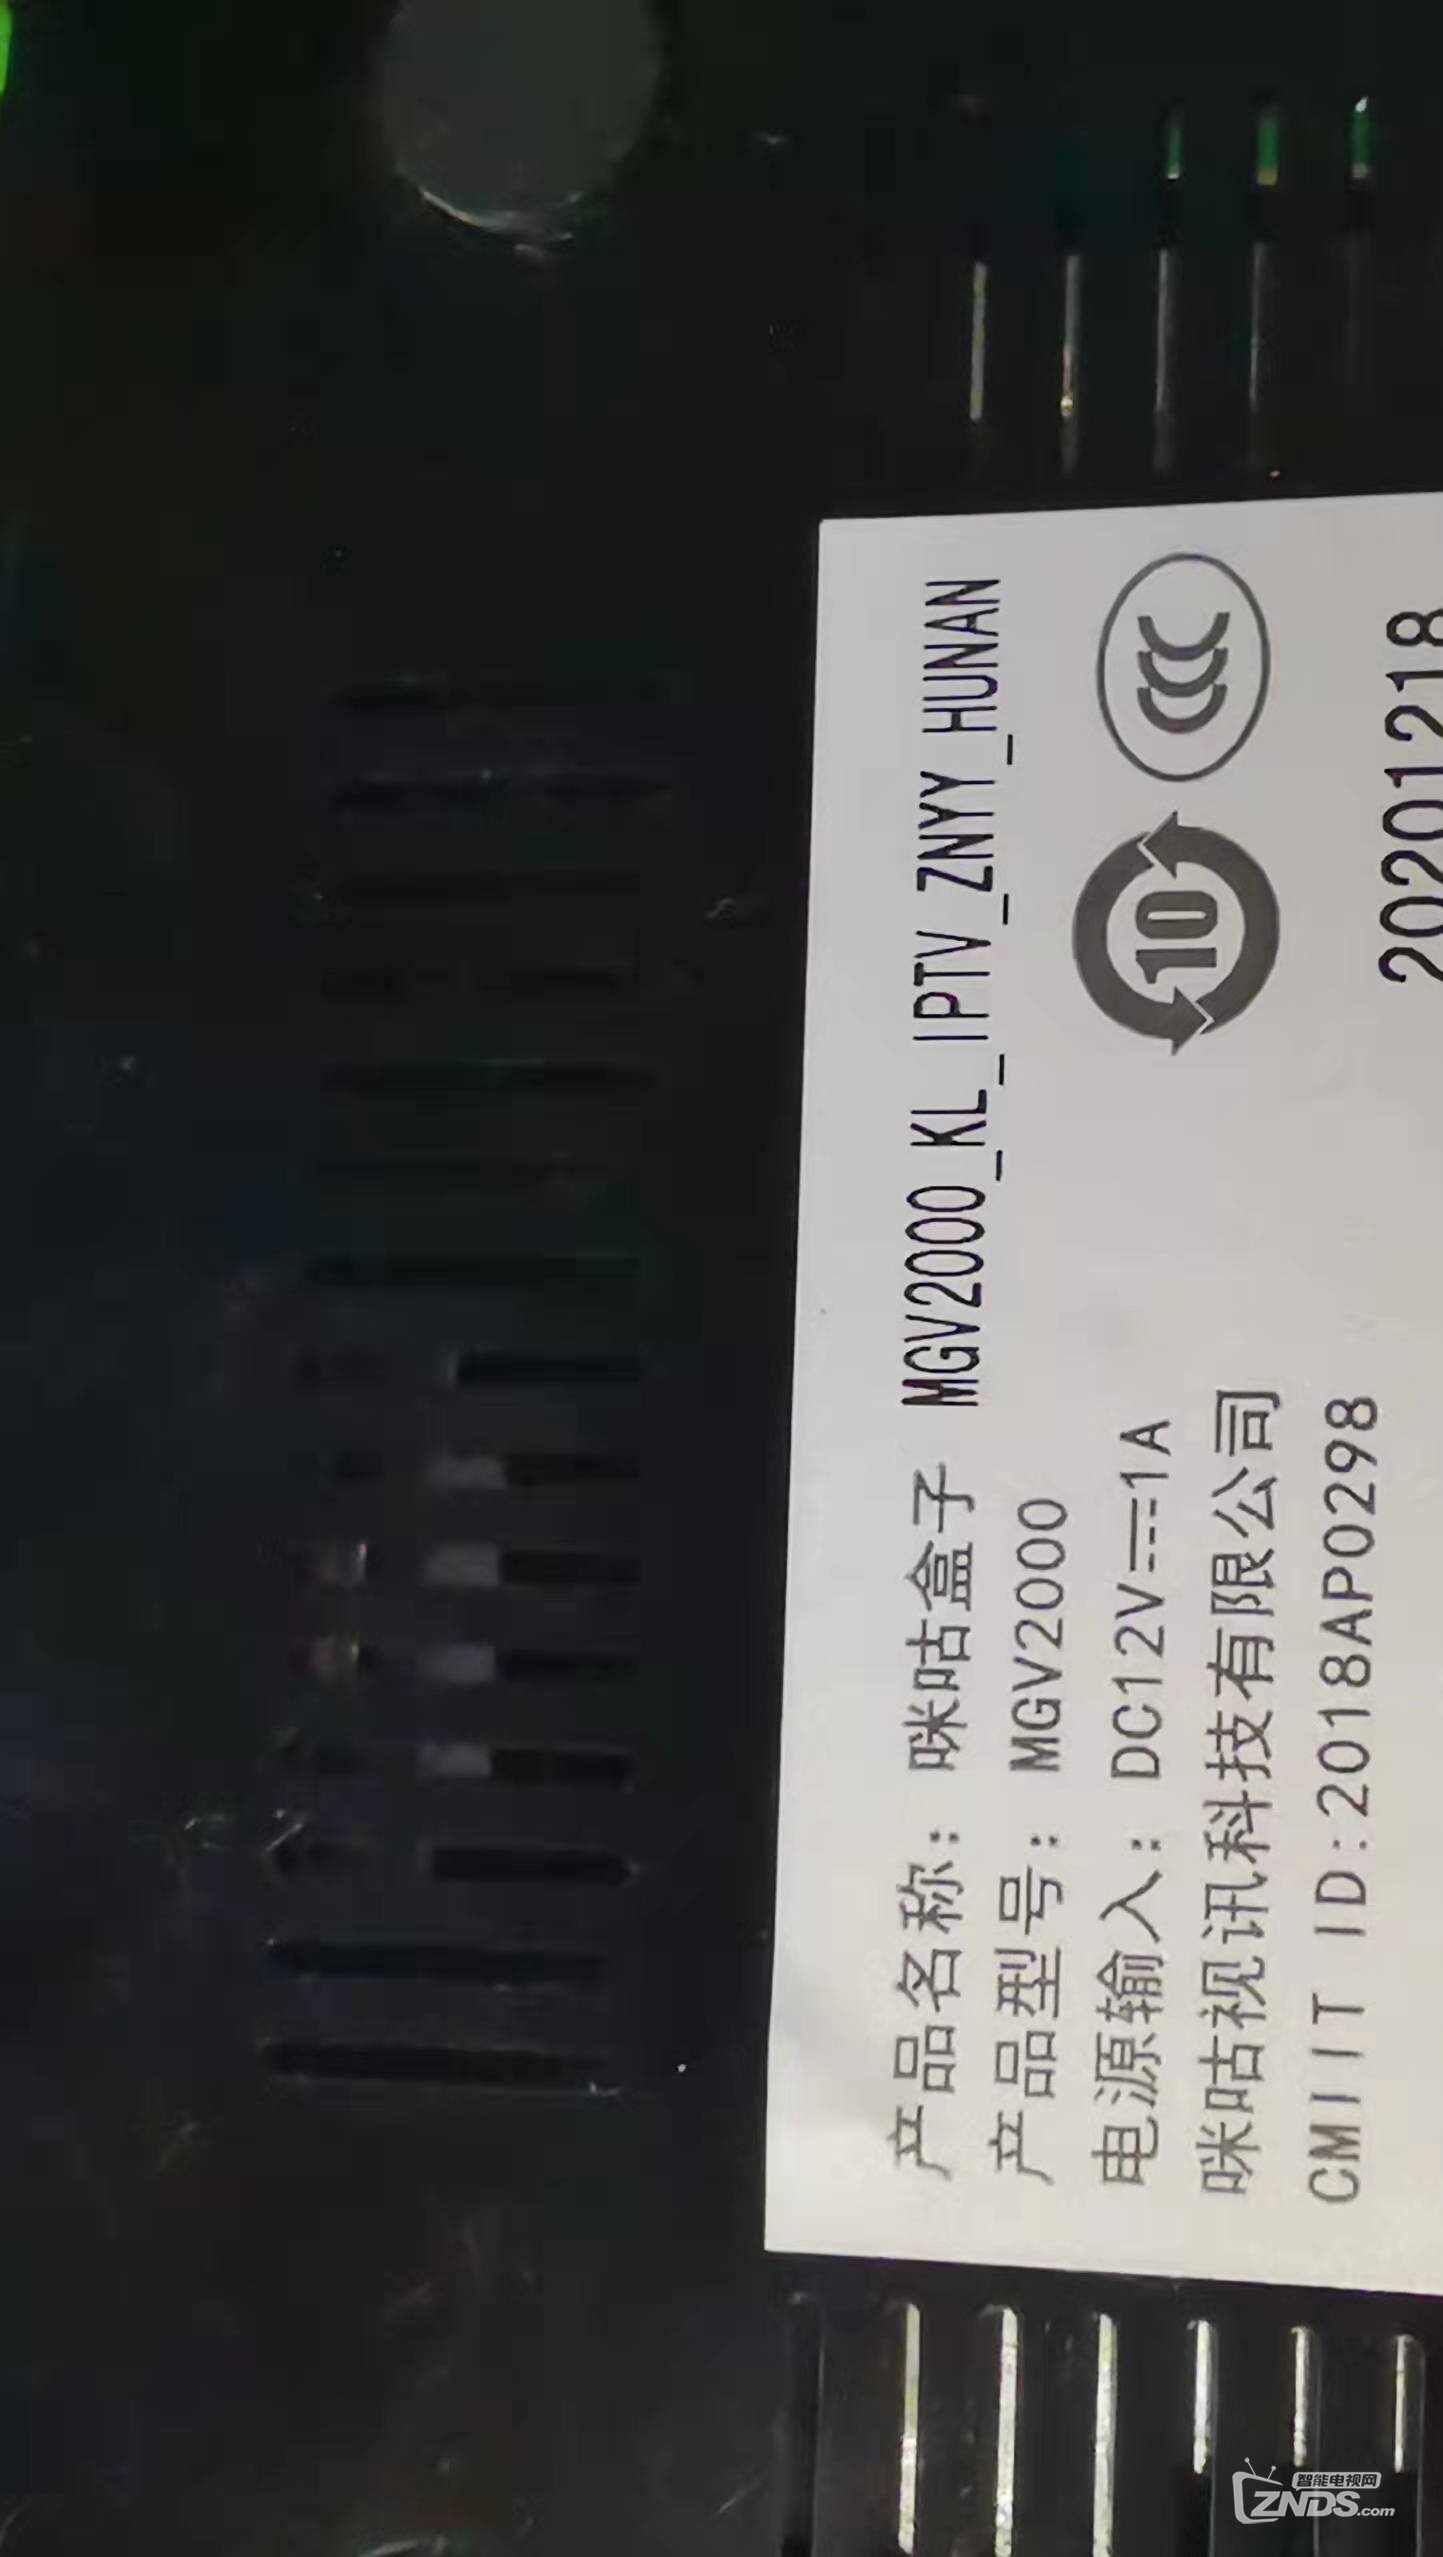 产品名称：咪咕盒子 MGV2000_KL_IPTV_ZNYY_HUNAN
产品型号：MGV2000
电源输入：DC12V⎓1A
咪咕视讯科技有限公司
CMIIT ID:2018AP0298
10
CCC
20201218
智能电视网
ZNDS.com